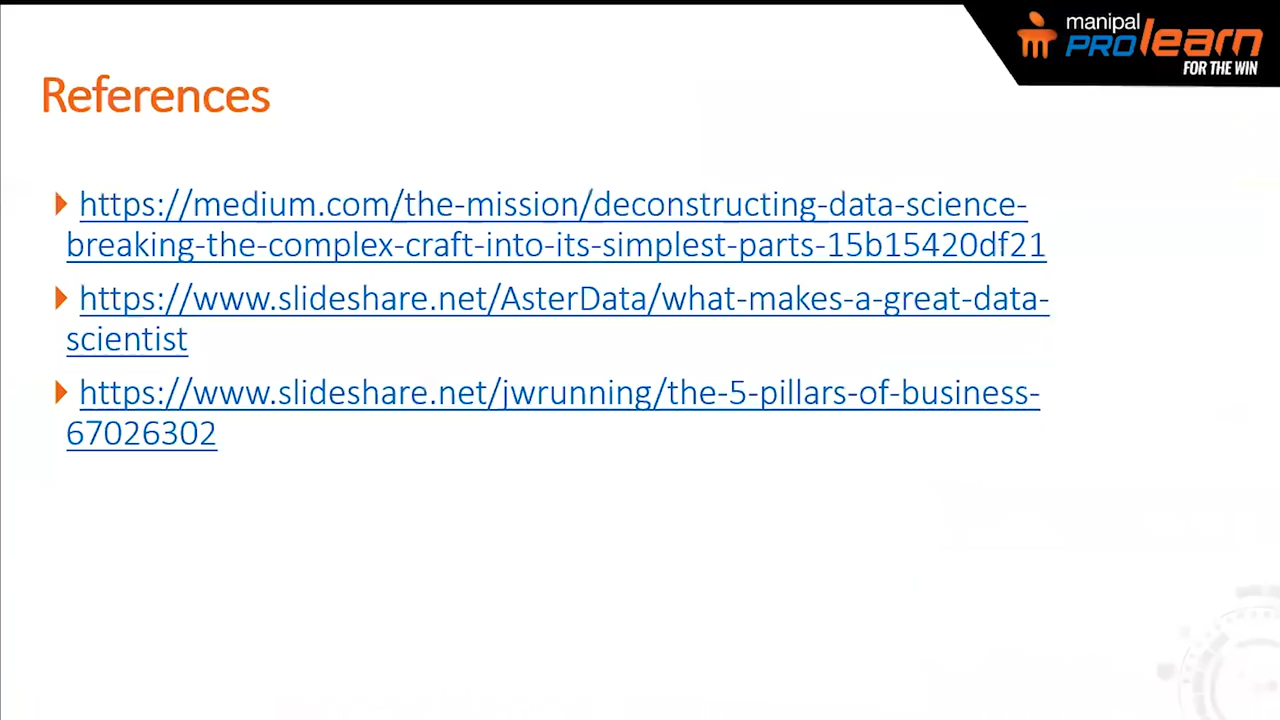 manipal
PRO learn
FOR THE WIN
References
https://medium.com/the-mission/deconstructing-data-science-
breaking-the-complex-craft-into-its-simplest-parts-15b15420df21
https://www.slideshare.net/AsterData/what-makes-a-great-data-
scientist
https://www.slideshare.net/jwrunning/the-5-pillars-of-business-
67026302